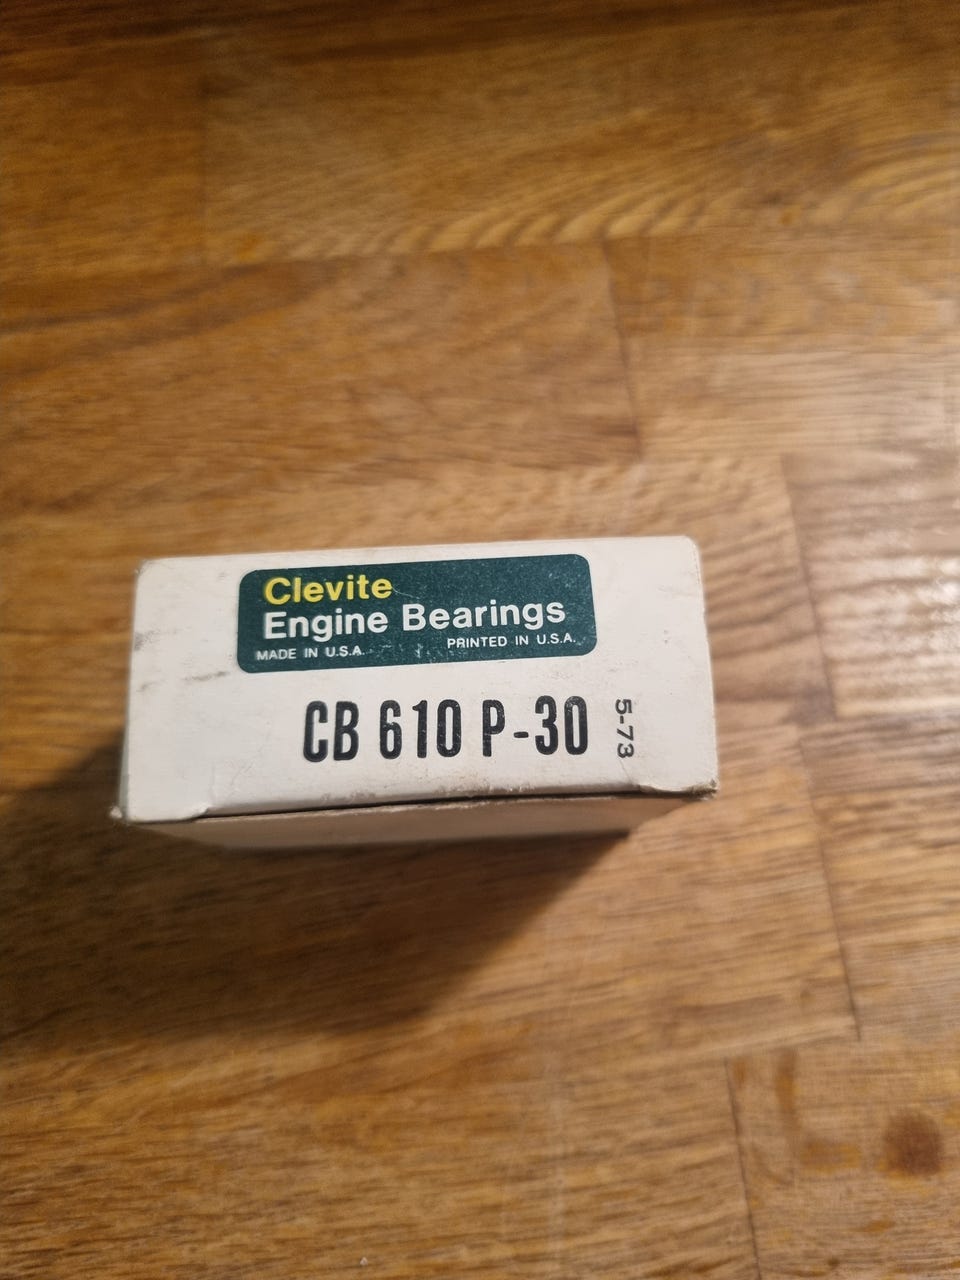 Clevite
Engine Bearings
MADE IN U.S.A. PRINTED IN U.S.A.
CB 610 P-30
5-73